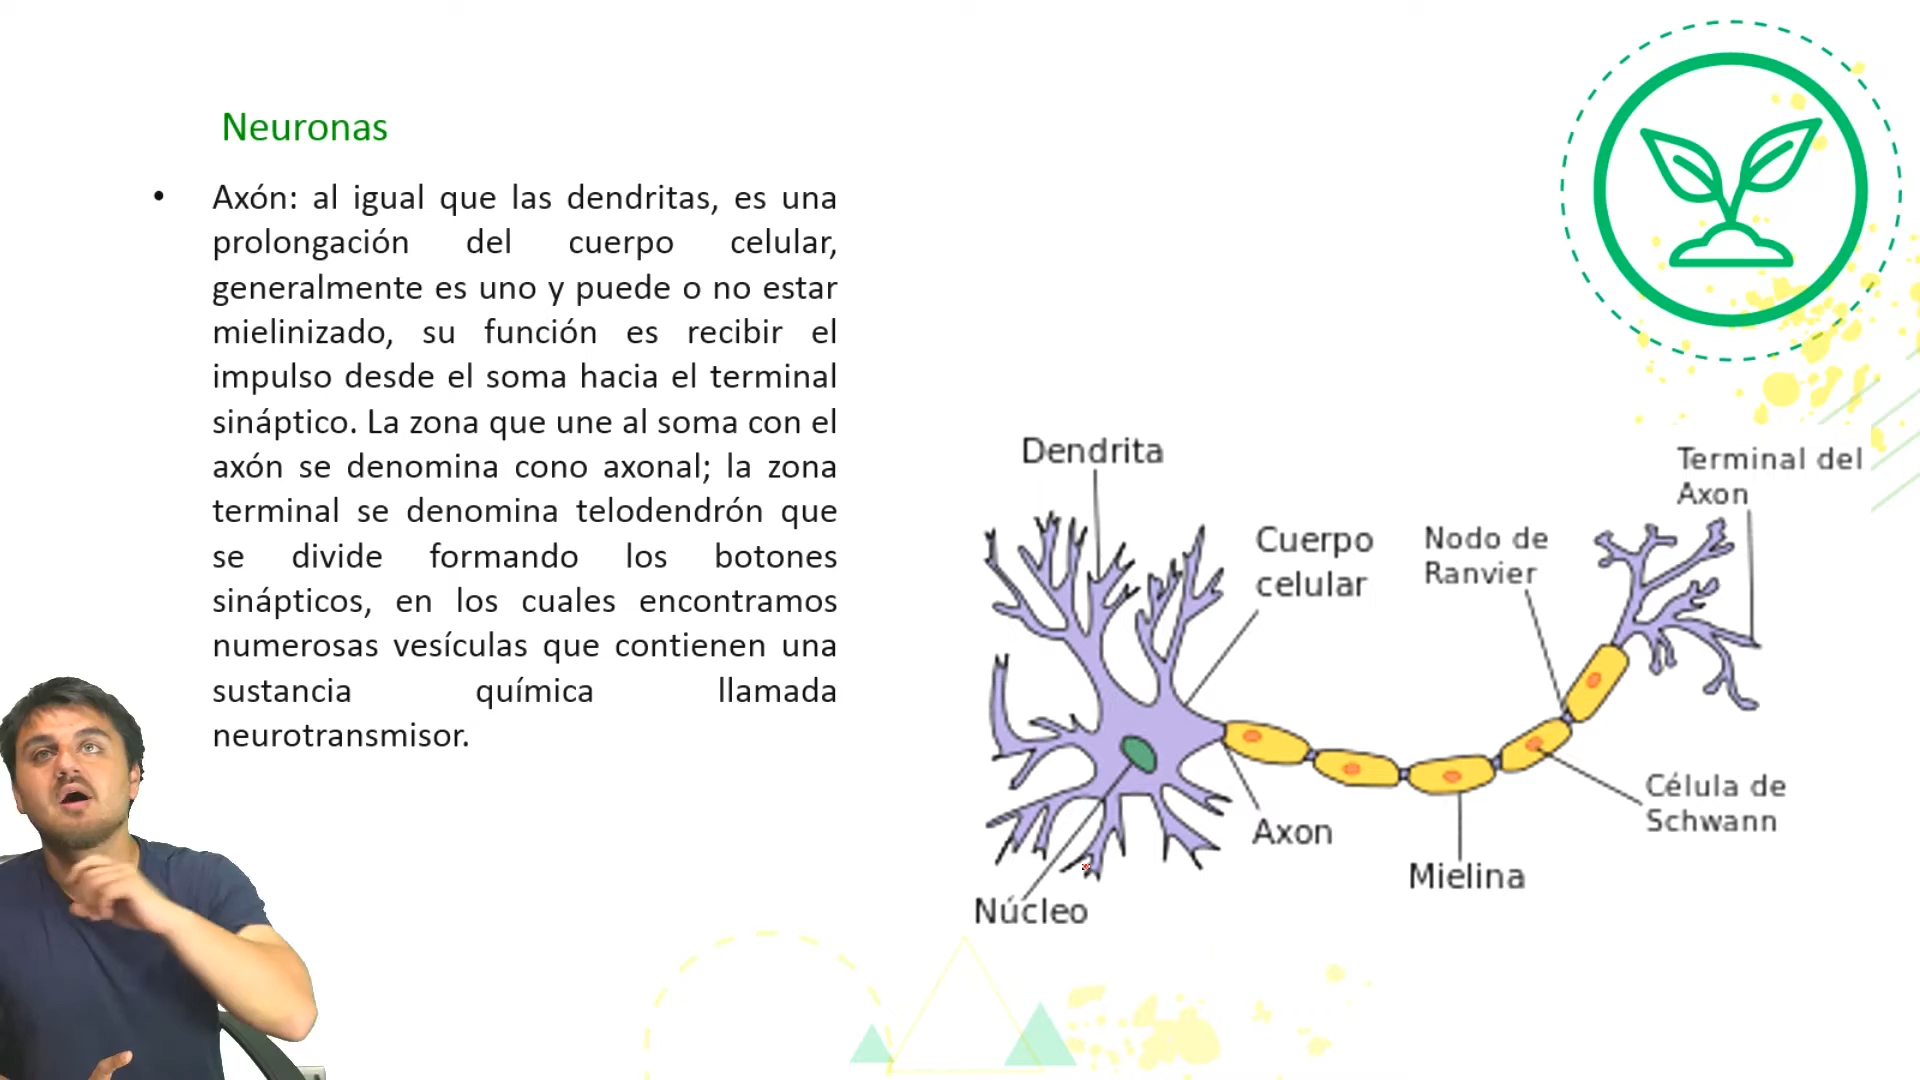 Neuronas
• Axón: al igual que las dendritas, es una
prolongación del cuerpo celular,
generalmente es uno y puede o no estar
mielinizado, su función es recibir el
impulso desde el soma hacia el terminal
sináptico. La zona que une al soma con el
axón se denomina cono axonal; la zona
terminal se denomina telodendrón que
se divide formando los botones
sinápticos, en los cuales encontramos
numerosas vesículas que contienen una
sustancia química llamada
neurotransmisor.
Dendrita
Cuerpo
celular
Nodo de
Ranvier
Terminal del
Axon
Célula de
Schwann
Axon
Mielina
Núcleo